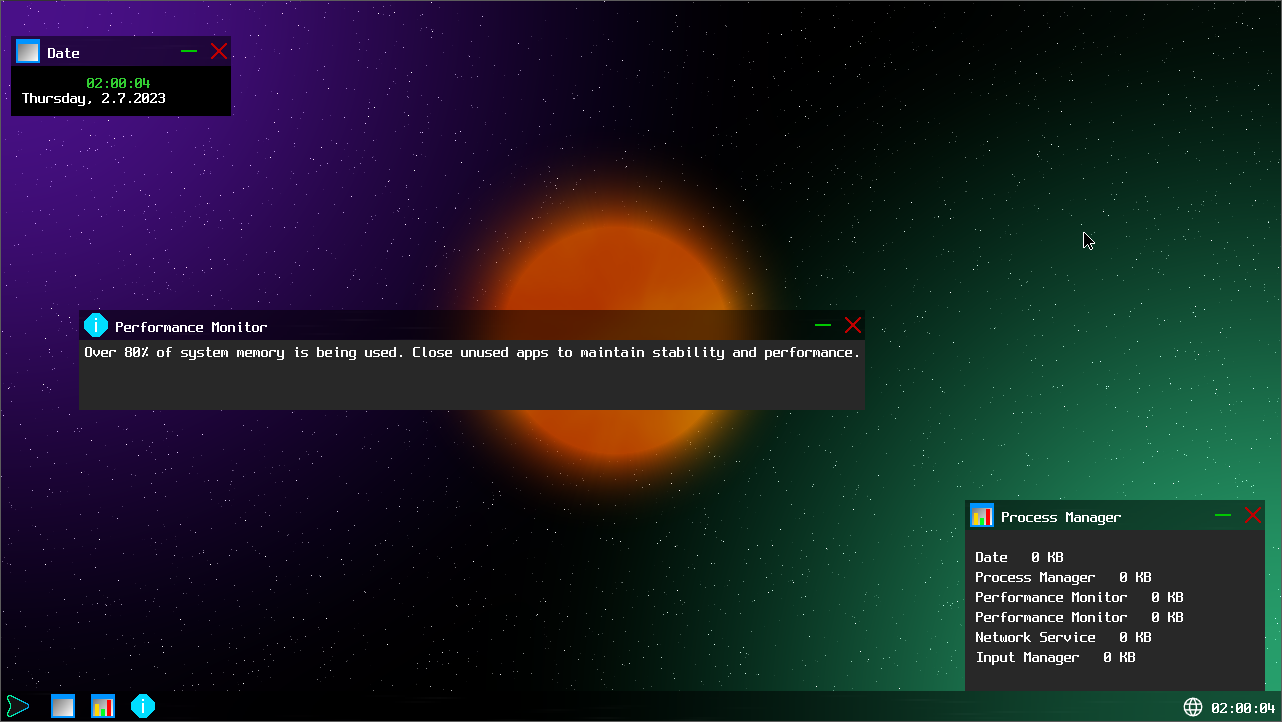 Date
02:00:04
Thursday, 2.7.2023
Performance Monitor
Over 80% of system memory is being used. Close unused apps to maintain stability and performance.
Process Manager
Date 0 KB
Process Manager 0 KB
Performance Monitor 0 KB
Performance Monitor 0 KB
Network Service 0 KB
Input Manager 0 KB
02:00:04